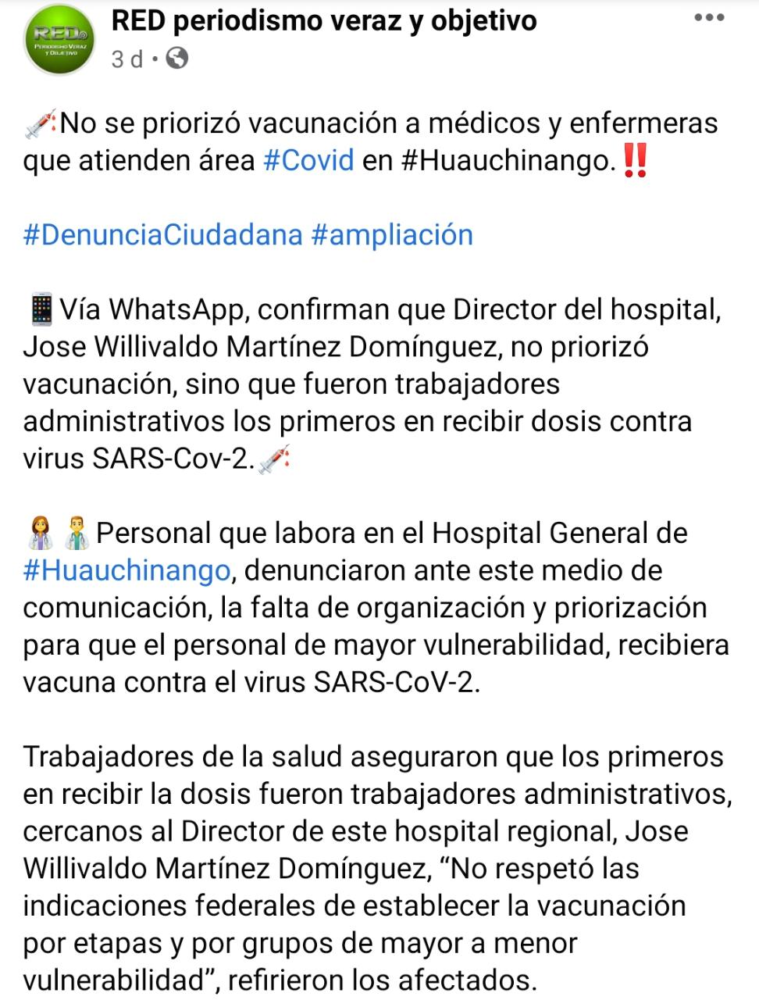 RED
PERIODISMO VERAZ
Y OBJETIVO
RED periodismo veraz y objetivo
3 d •
💉No se priorizó vacunación a médicos y enfermeras
que atienden área #Covid en #Huauchinango.‼️
#DenunciaCiudadana #ampliación
📱Vía WhatsApp, confirman que Director del hospital,
Jose Willivaldo Martínez Domínguez, no priorizó
vacunación, sino que fueron trabajadores
administrativos los primeros en recibir dosis contra
virus SARS-Cov-2.💉
👩‍⚕️👨‍⚕️Personal que labora en el Hospital General de
#Huauchinango, denunciaron ante este medio de
comunicación, la falta de organización y priorización
para que el personal de mayor vulnerabilidad, recibiera
vacuna contra el virus SARS-CoV-2.
Trabajadores de la salud aseguraron que los primeros
en recibir la dosis fueron trabajadores administrativos,
cercanos al Director de este hospital regional, Jose
Willivaldo Martínez Domínguez, “No respetó las
indicaciones federales de establecer la vacunación
por etapas y por grupos de mayor a menor
vulnerabilidad”, refirieron los afectados.